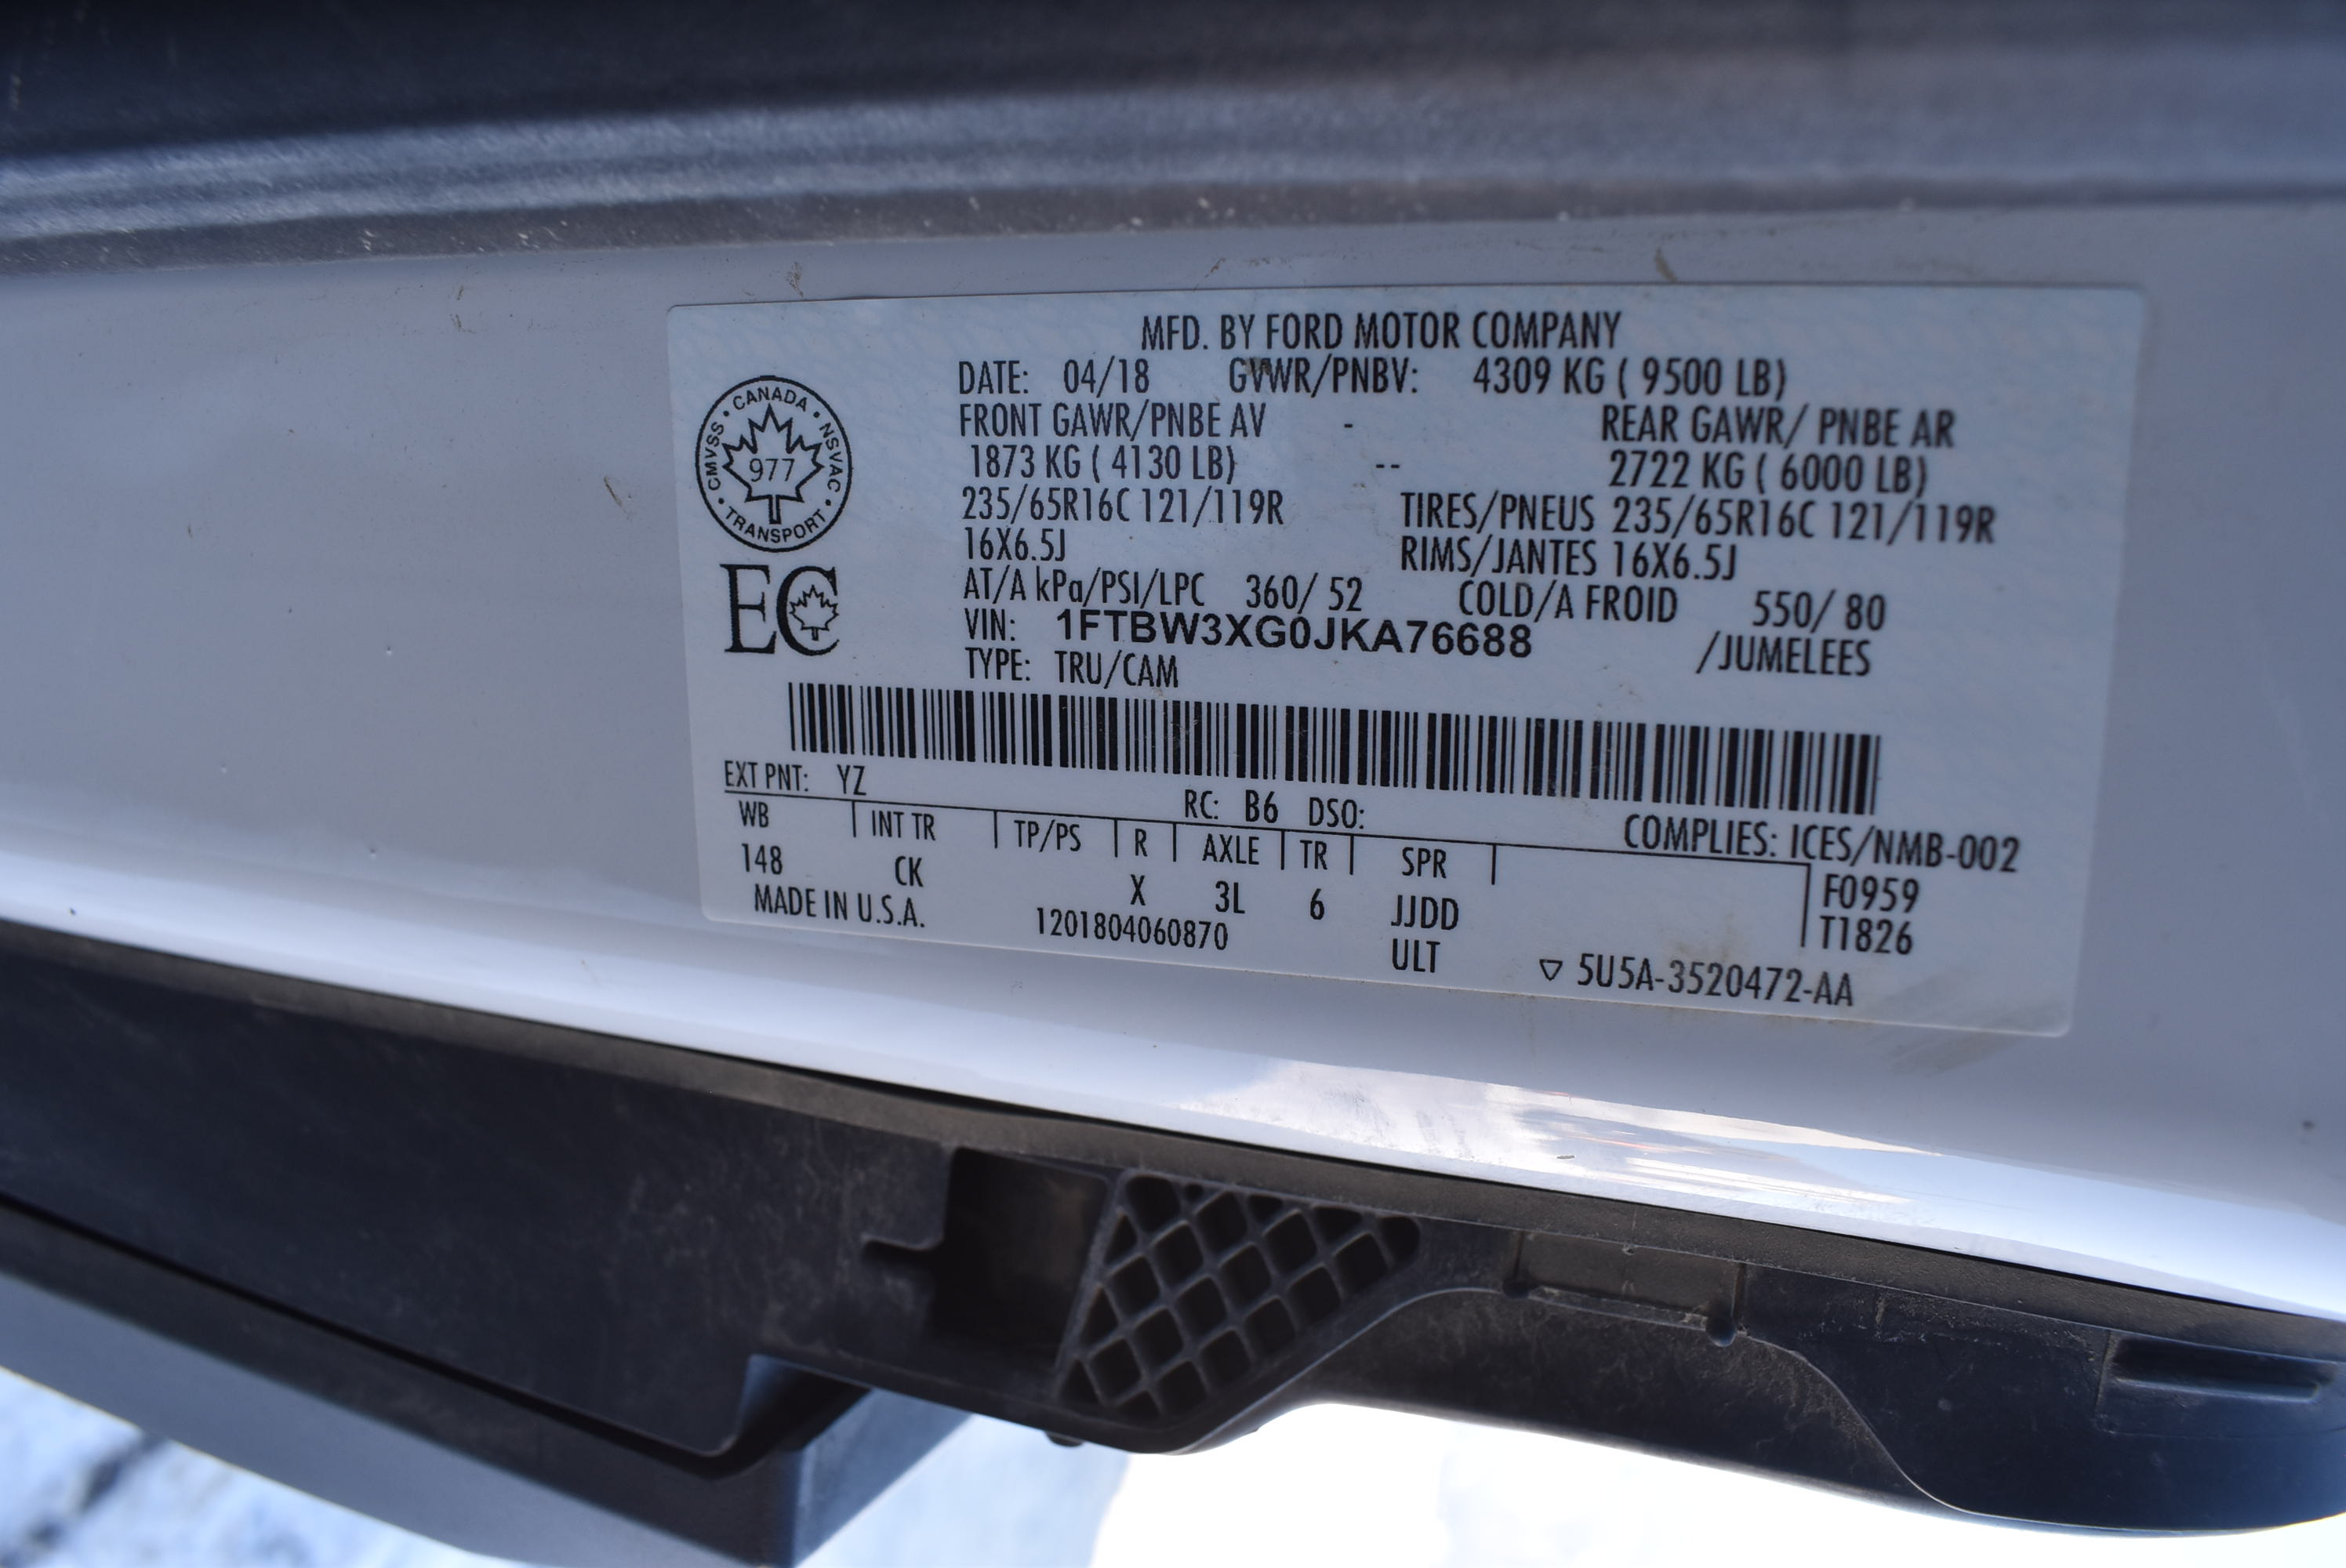 MFD. BY FORD MOTOR COMPANY
DATE: 04/18 GVWR/PNBV: 4309 KG ( 9500 LB)
FRONT GAWR/PNBE AV - REAR GAWR/ PNBE AR
1873 KG ( 4130 LB) -- 2722 KG ( 6000 LB)
235/65R16C 121/119R TIRES/PNEUS 235/65R16C 121/119R
16X6.5J RIMS/JANTES 16X6.5J
AT/A kPa/PSI/LPC 360/ 52 COLD/A FROID 550/ 80
VIN: 1FTBW3XG0JKA76688 /JUMELEES
TYPE: TRU/CAM
CANADA
CMVSS 977 NSVAC
TRANSPORT
EC
EXT PNT: YZ RC: B6 DSO:
COMPLIES: ICES/NMB-002
WB INT TR TP/PS R AXLE TR SPR
F0959
148 CK X 3L 6 JJDD
T1826
MADE IN U.S.A. 1201804060870 ULT ▽ 5U5A-3520472-AA